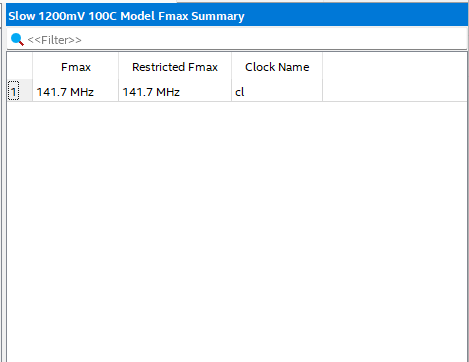 Slow 1200mV 100C Model Fmax Summary
<<Filter>>
Fmax Restricted Fmax Clock Name
1 141.7 MHz 141.7 MHz cl